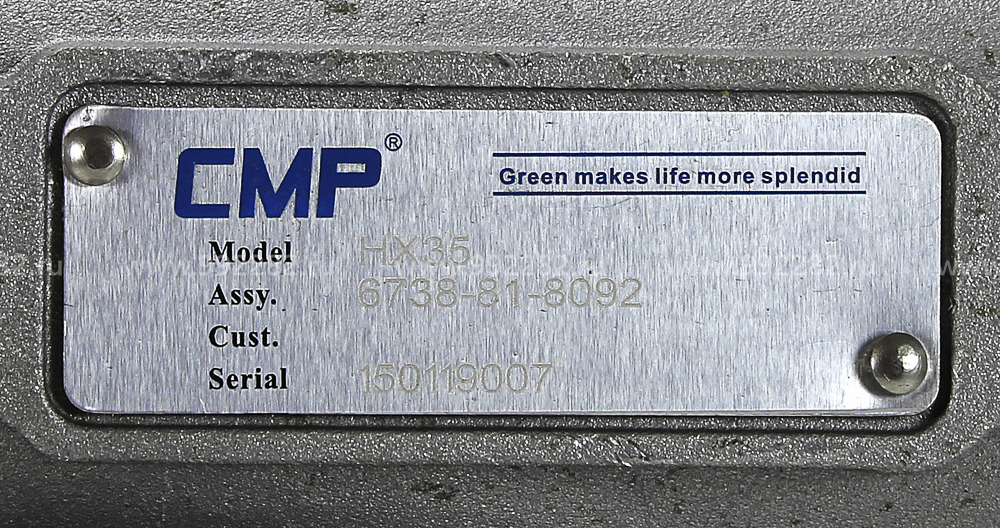 CMP®
Green makes life more splendid
Model HX35
Assy. 6738-81-8092
Cust.
Serial 150119007